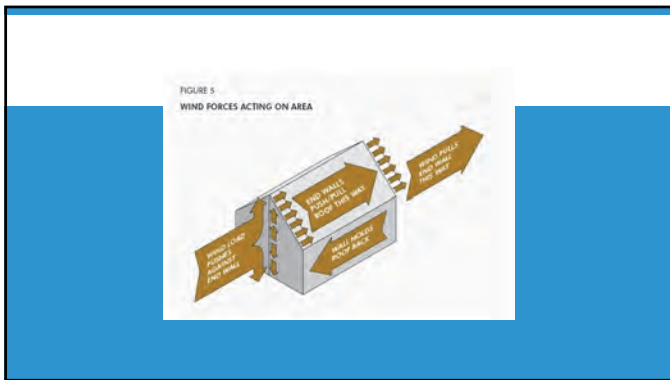 FIGURE 5
WIND FORCES ACTING ON AREA
WIND PULLS
END WALL
THIS WAY
END WALLS
PUSH/PULL
ROOF THIS WAY
WIND LOAD
PUSHES
AGAINST
END WALL
WALL HOLDS
ROOF BACK